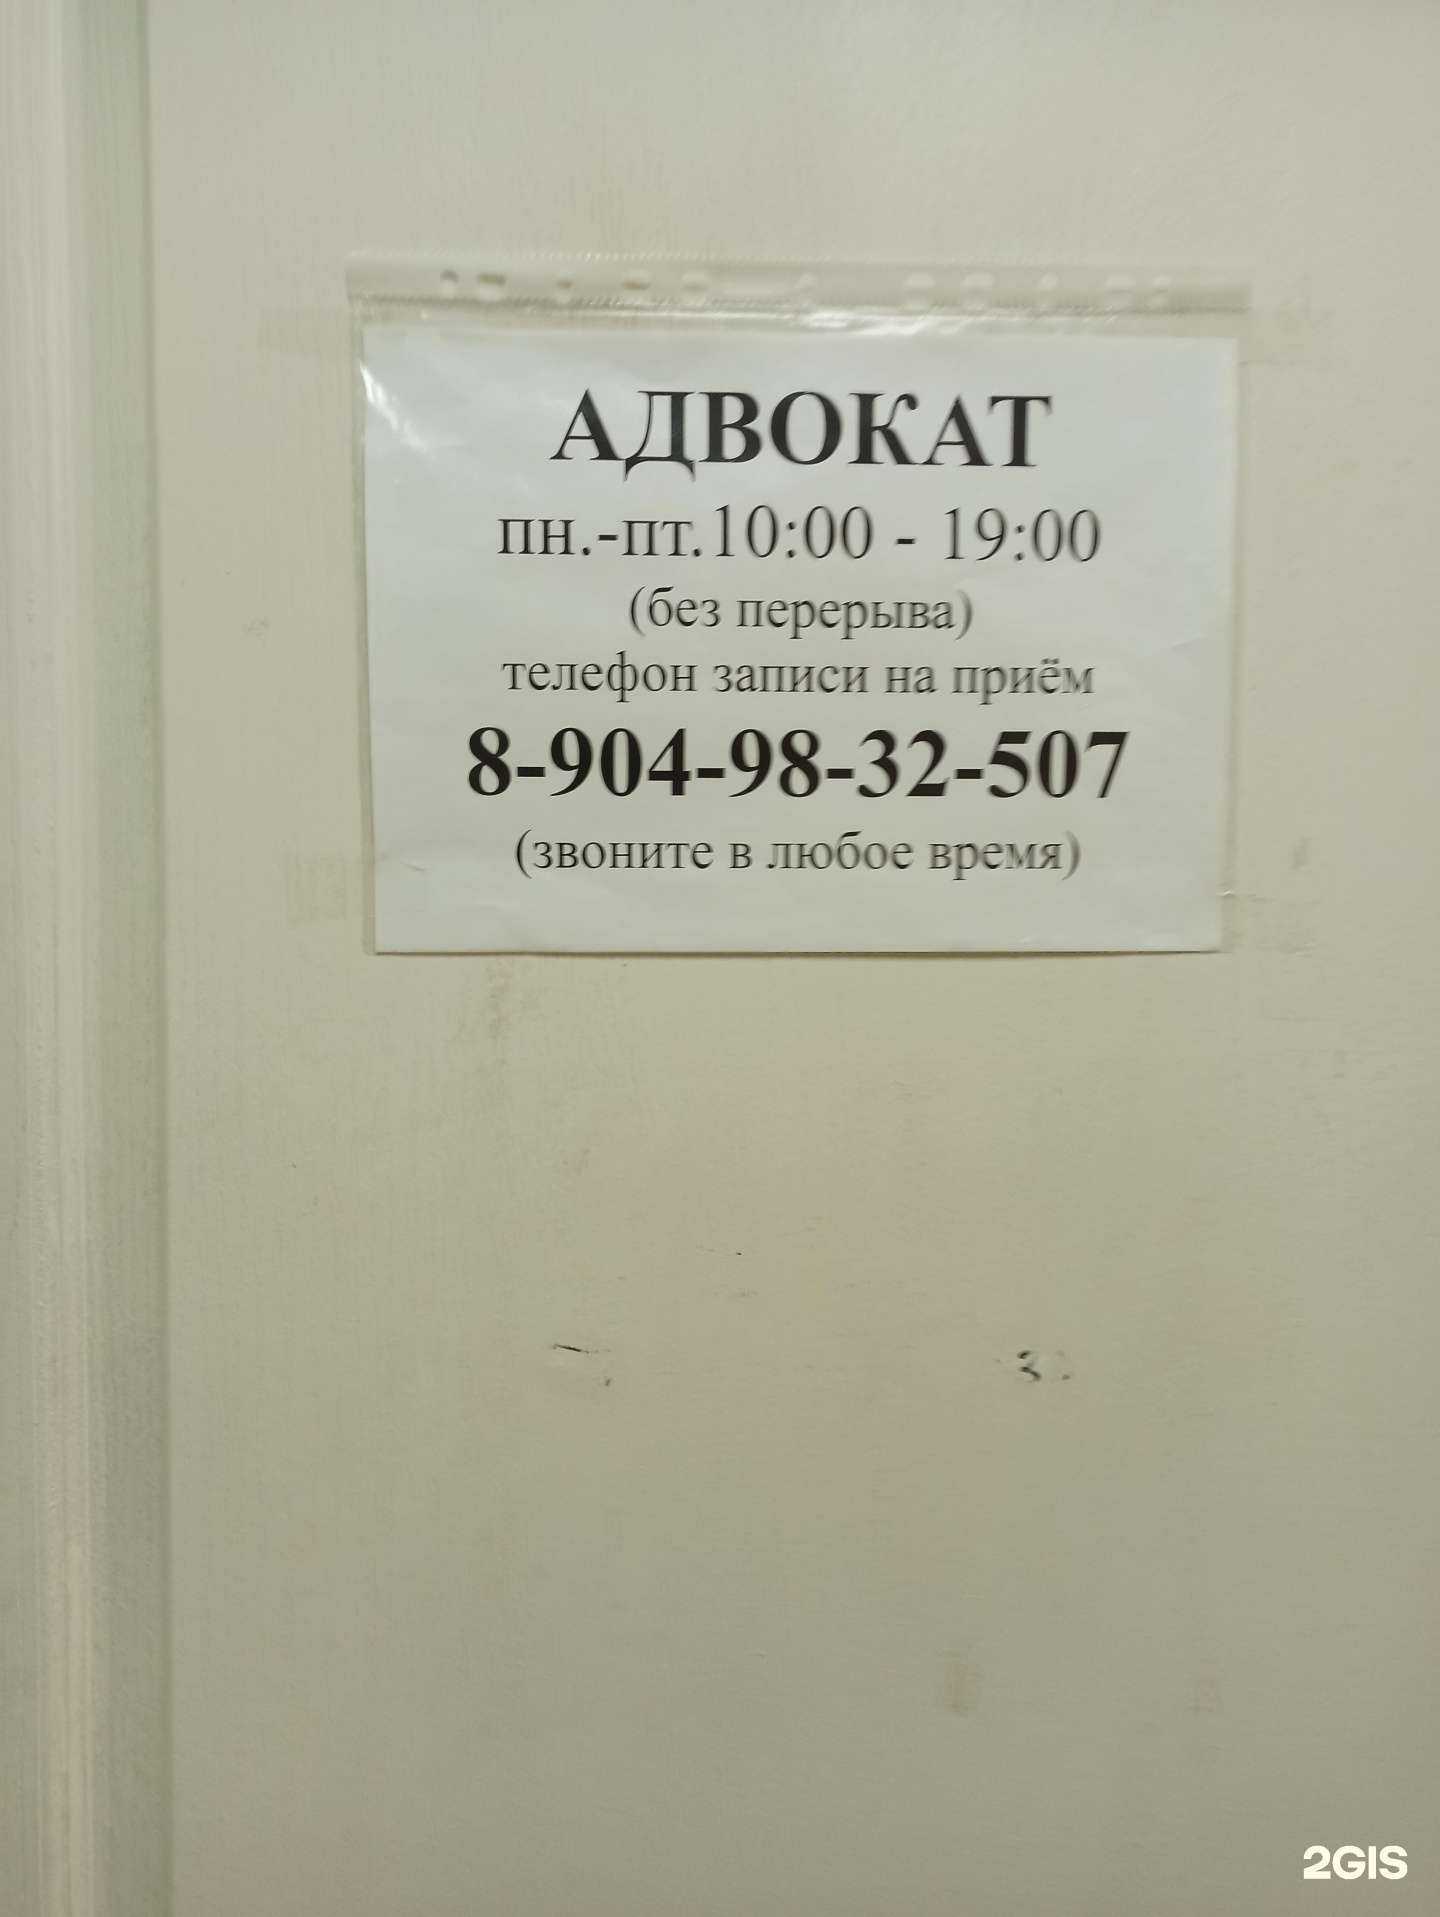 АДВОКАТ
пн.-пт.10:00 - 19:00
(без перерыва)
телефон записи на приём
8-904-98-32-507
(звоните в любое время)
2GIS